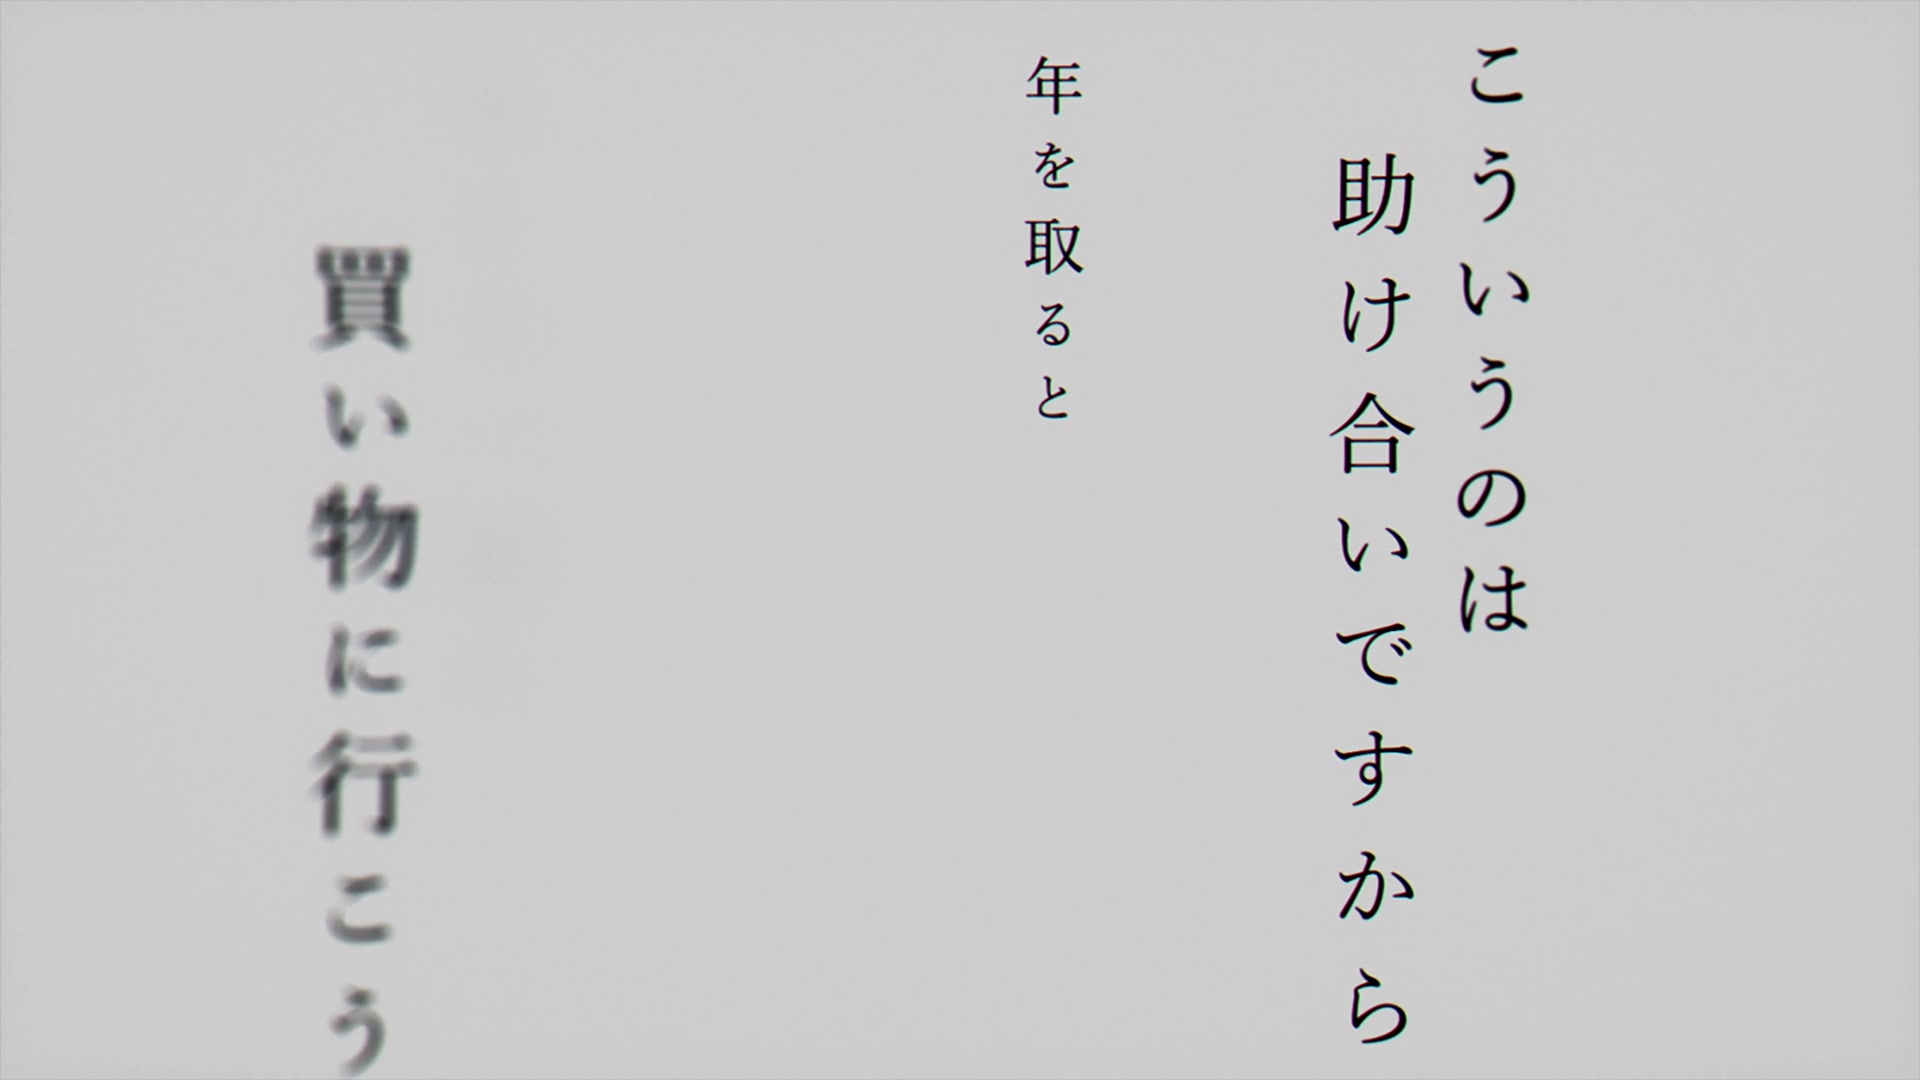 こういうのは
助け合いですから
年を取ると
買い物に行こう